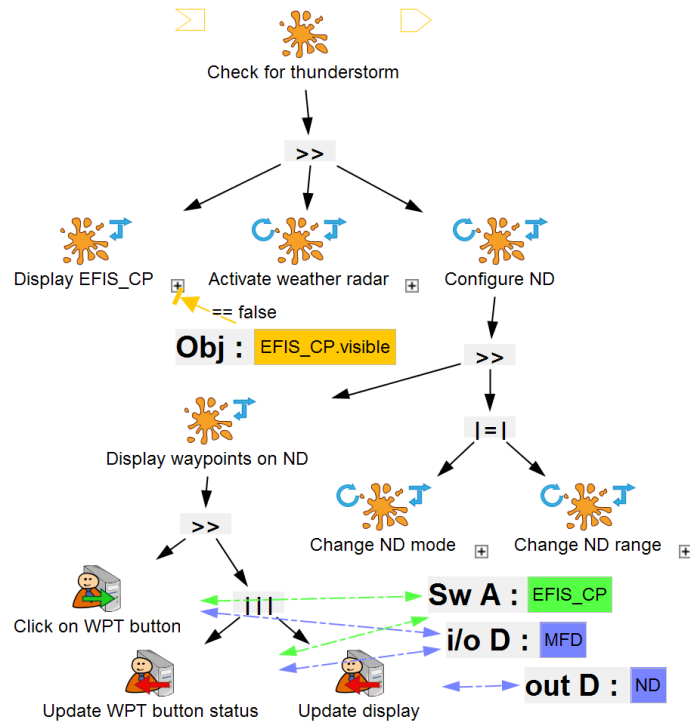 Check for thunderstorm
>>
Display EFIS_CP
Activate weather radar
Configure ND
== false
Obj : EFIS_CP.visible
>>
|=|
Display waypoints on ND
>>
Change ND mode
Change ND range
|||
Sw A : EFIS_CP
Click on WPT button
i/o D : MFD
out D : ND
Update WPT button status
Update display